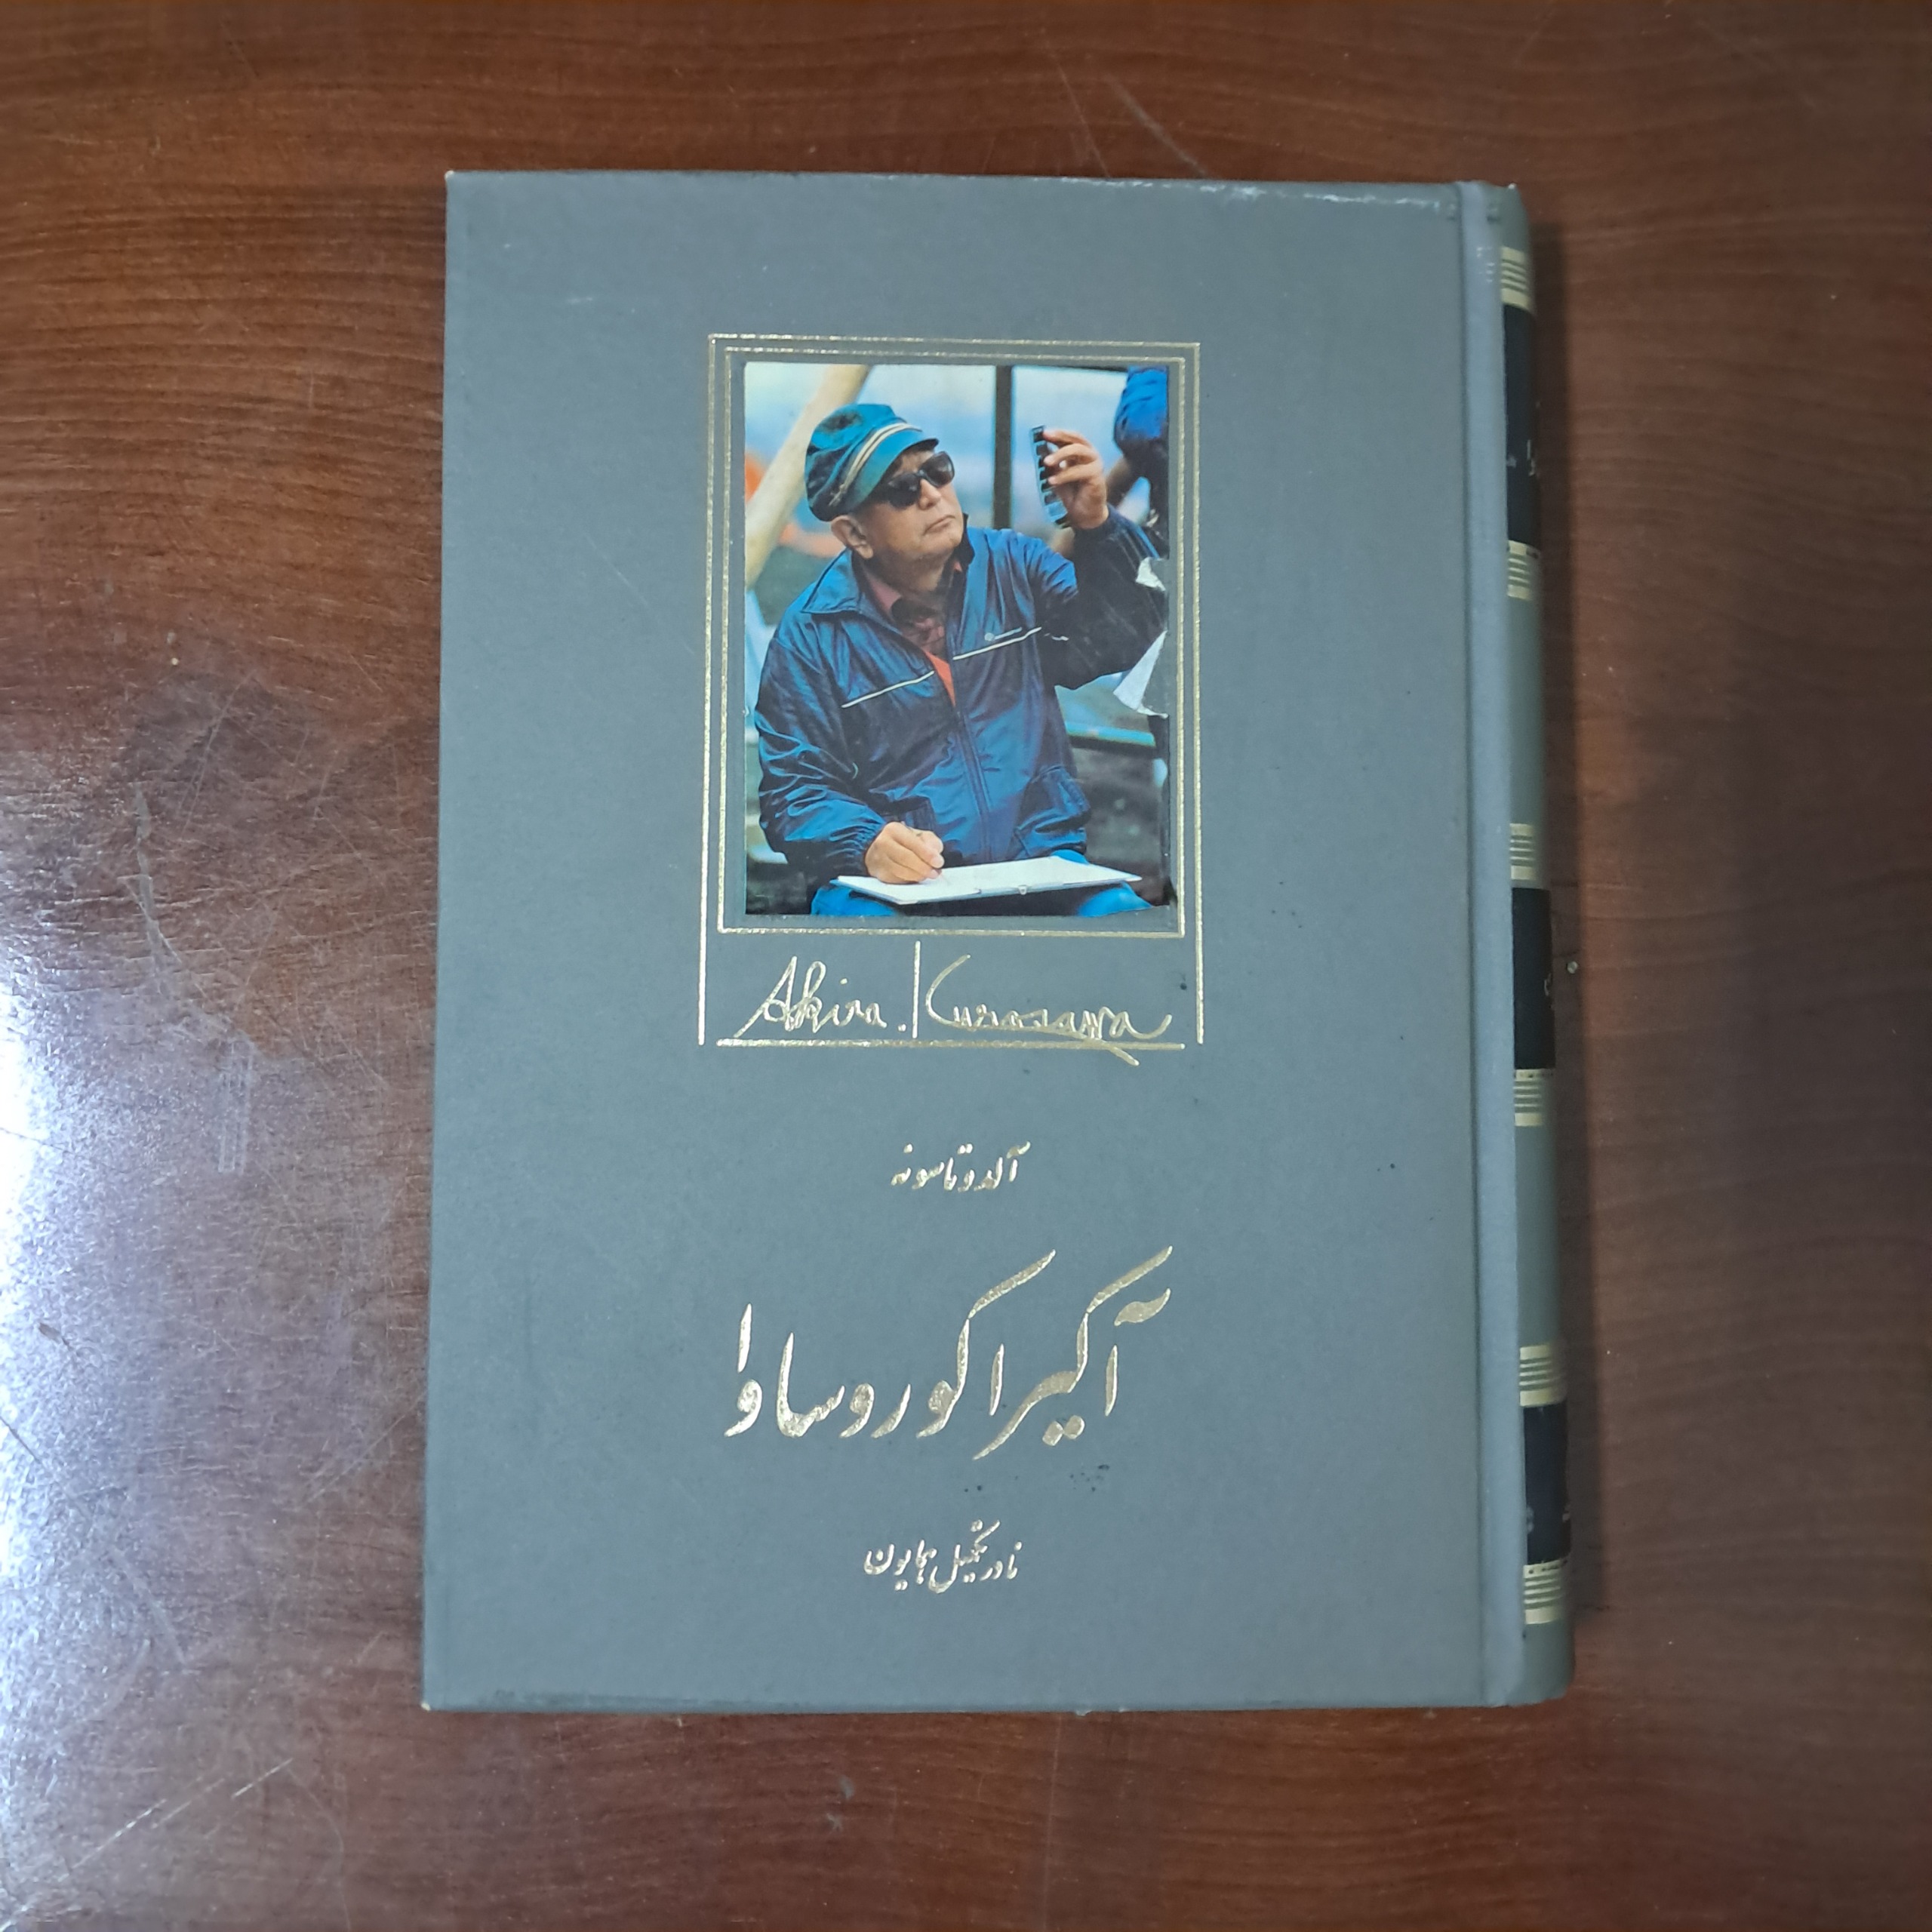 Akira. Kurosawa
آلدو تاسونه
آکیرا کوروساوا
نادر تکمیل همایون